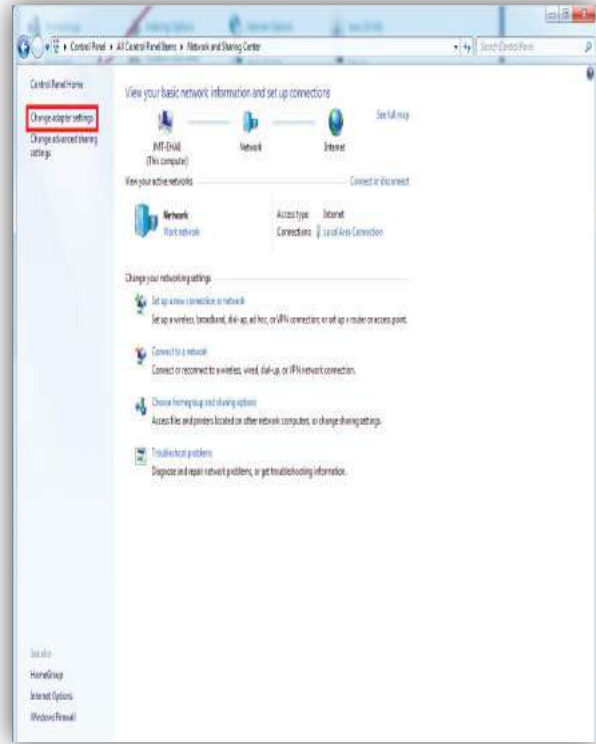 Control Panel ▸ All Control Panel Items ▸ Network and Sharing Center
Search Control Panel
Control Panel Home
Change adapter settings
Change advanced sharing
settings
View your basic network information and set up connections
See full map
(This computer)
Network
Internet
View your active networks
Connect or disconnect
Network
Work network
Access type: Internet
Connections: Local Area Connection
Change your networking settings
Set up a new connection or network
Set up a wireless, broadband, dial-up, ad hoc, or VPN connection; or set up a router or access point.
Connect to a network
Connect or reconnect to a wireless, wired, dial-up, or VPN network connection.
Choose homegroup and sharing options
Access files and printers located on other network computers, or change sharing settings.
Troubleshoot problems
Diagnose and repair network problems, or get troubleshooting information.
See also
HomeGroup
Internet Options
Windows Firewall